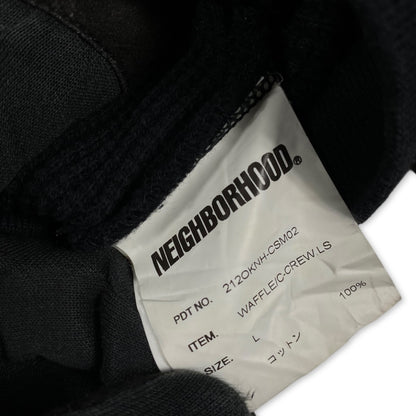 NEIGHBORHOOD®
PDT NO. 212OKNH-CSM02
ITEM. WAFFLE/C-CREW LS
SIZE. L
コットン 100%